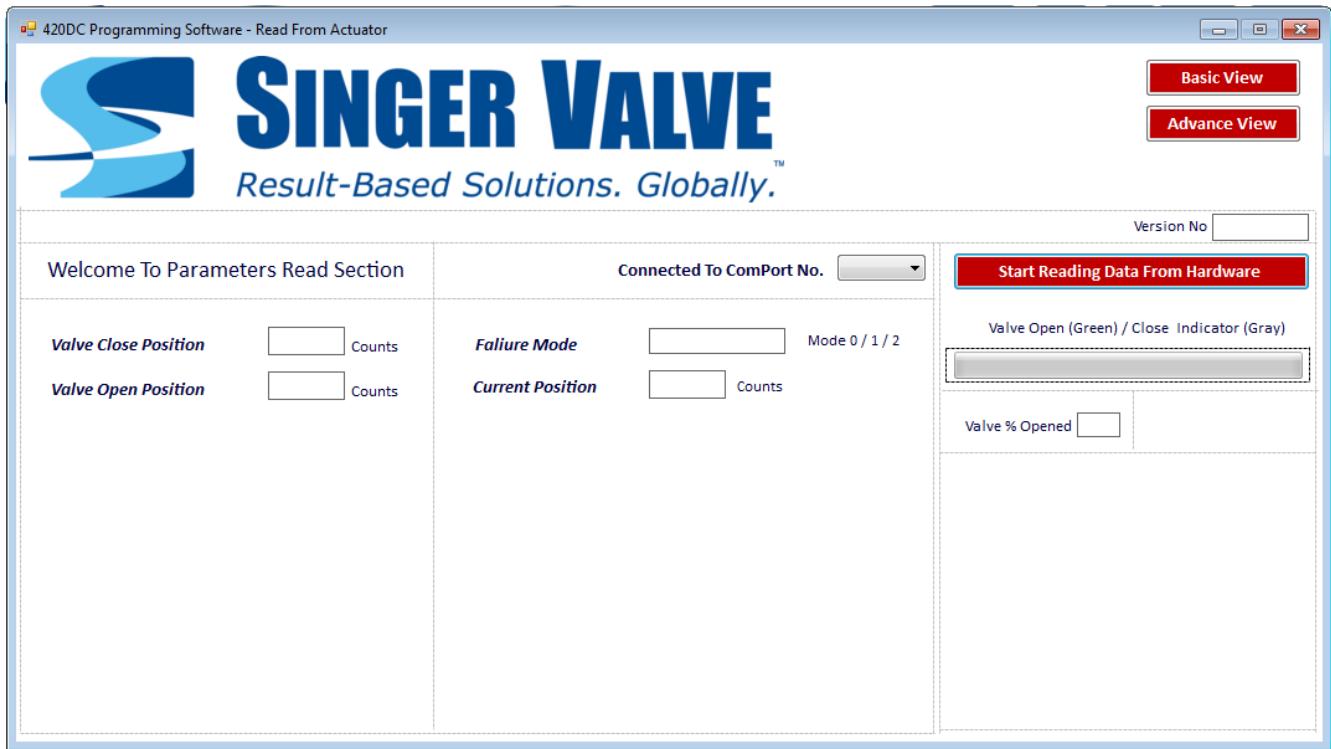 420DC Programming Software - Read From Actuator
SINGER VALVE
Result-Based Solutions. Globally.™
Basic View
Advance View
Version No
Welcome To Parameters Read Section
Connected To ComPort No.
Start Reading Data From Hardware
Valve Close Position
Counts
Valve Open Position
Counts
Faliure Mode
Mode 0 / 1 / 2
Current Position
Counts
Valve Open (Green) / Close Indicator (Gray)
Valve % Opened